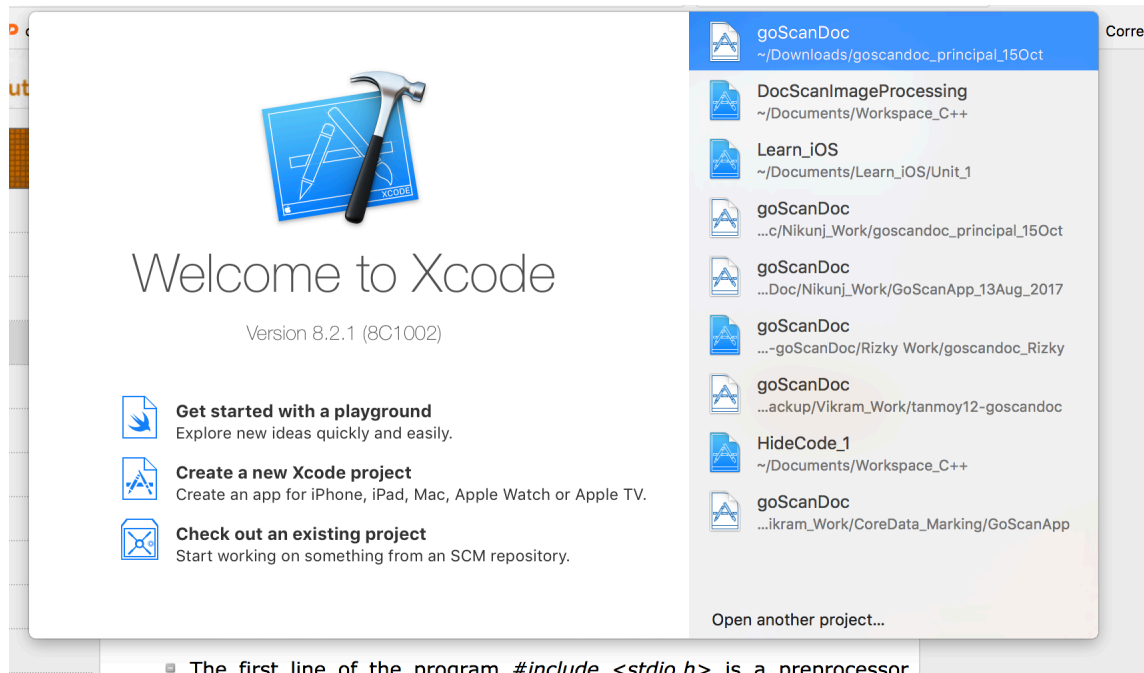 Welcome to Xcode
Version 8.2.1 (8C1002)
XCODE
Get started with a playground
Explore new ideas quickly and easily.
Create a new Xcode project
Create an app for iPhone, iPad, Mac, Apple Watch or Apple TV.
Check out an existing project
Start working on something from an SCM repository.
goScanDoc
~/Downloads/goscandoc_principal_15Oct
DocScanImageProcessing
~/Documents/Workspace_C++
Learn_iOS
~/Documents/Learn_iOS/Unit_1
goScanDoc
...c/Nikunj_Work/goscandoc_principal_15Oct
goScanDoc
...Doc/Nikunj_Work/GoScanApp_13Aug_2017
goScanDoc
...-goScanDoc/Rizky Work/goscandoc_Rizky
goScanDoc
...ackup/Vikram_Work/tanmoy12-goscandoc
HideCode_1
~/Documents/Workspace_C++
goScanDoc
...ikram_Work/CoreData_Marking/GoScanApp
Open another project...
Corre
ut
The first line of the program #include <stdio.h> is a preprocessor